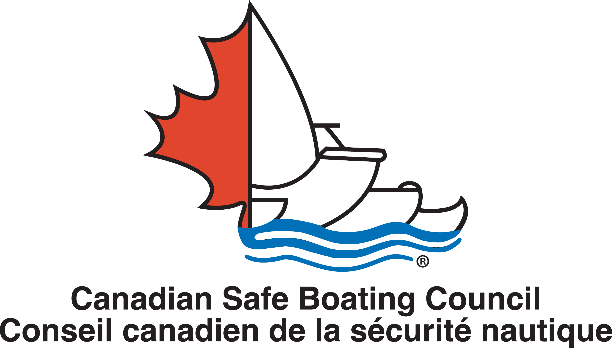 ®
Canadian Safe Boating Council
Conseil canadien de la sécurité nautique